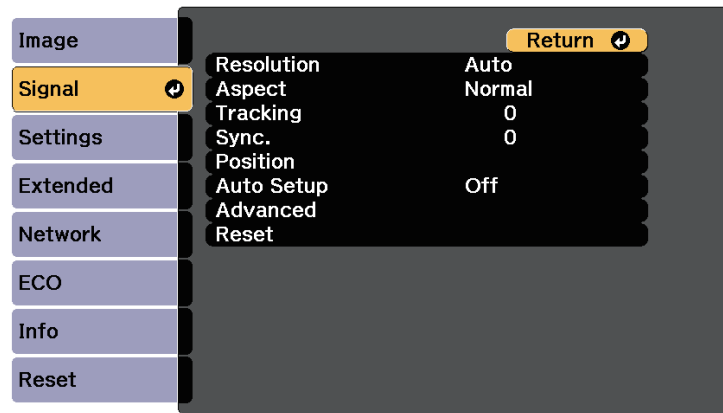 Image
Signal
Settings
Extended
Network
ECO
Info
Reset
Return
Resolution Auto
Aspect Normal
Tracking 0
Sync. 0
Position
Auto Setup Off
Advanced
Reset